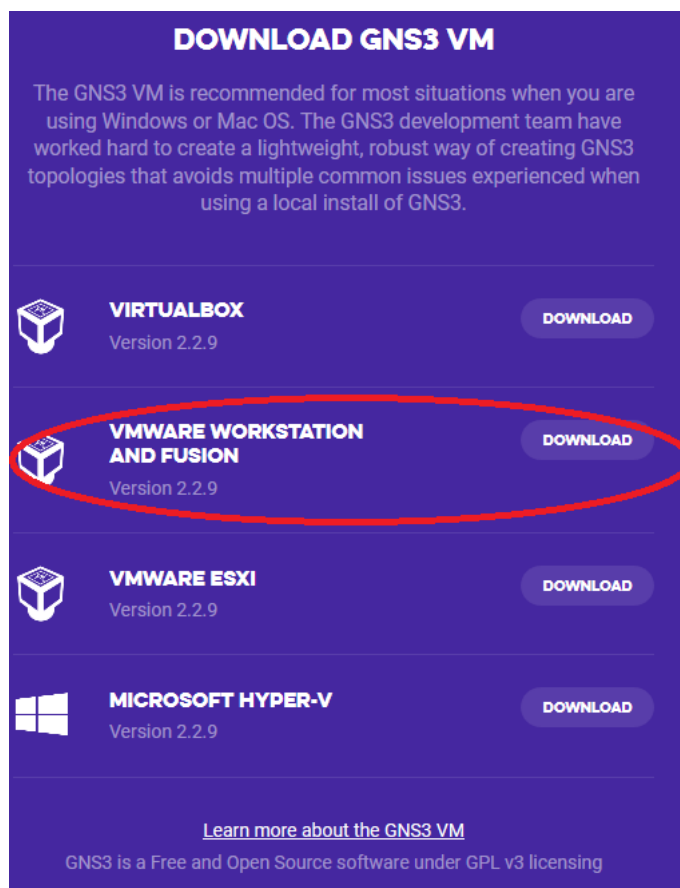 DOWNLOAD GNS3 VM
The GNS3 VM is recommended for most situations when you are
using Windows or Mac OS. The GNS3 development team have
worked hard to create a lightweight, robust way of creating GNS3
topologies that avoids multiple common issues experienced when
using a local install of GNS3.
VIRTUALBOX
Version 2.2.9
DOWNLOAD
VMWARE WORKSTATION
AND FUSION
Version 2.2.9
DOWNLOAD
VMWARE ESXI
Version 2.2.9
DOWNLOAD
MICROSOFT HYPER-V
Version 2.2.9
DOWNLOAD
Learn more about the GNS3 VM
GNS3 is a Free and Open Source software under GPL v3 licensing